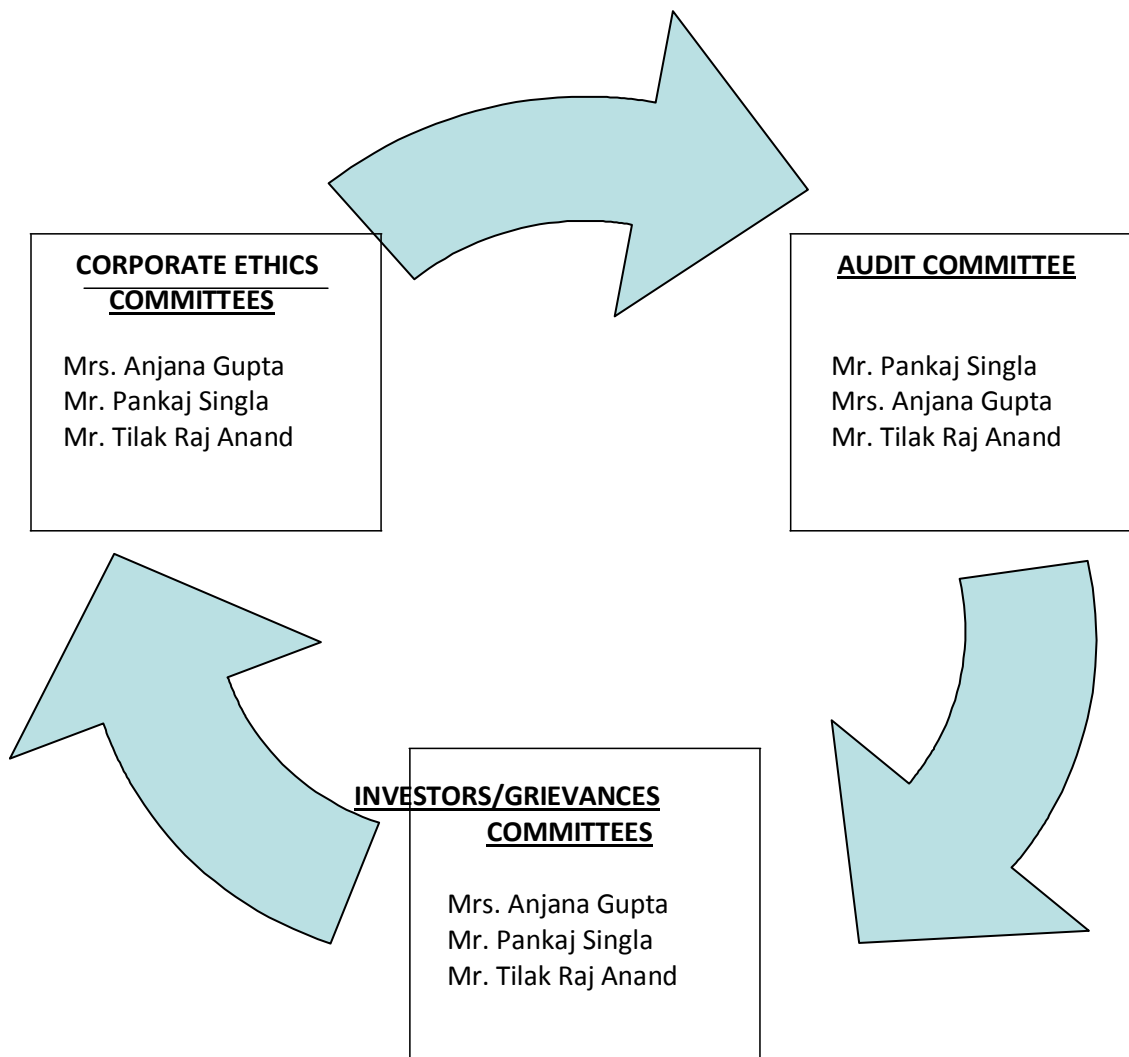 CORPORATE ETHICS
COMMITTEES
Mrs. Anjana Gupta
Mr. Pankaj Singla
Mr. Tilak Raj Anand
AUDIT COMMITTEE
Mr. Pankaj Singla
Mrs. Anjana Gupta
Mr. Tilak Raj Anand
INVESTORS/GRIEVANCES
COMMITTEES
Mrs. Anjana Gupta
Mr. Pankaj Singla
Mr. Tilak Raj Anand